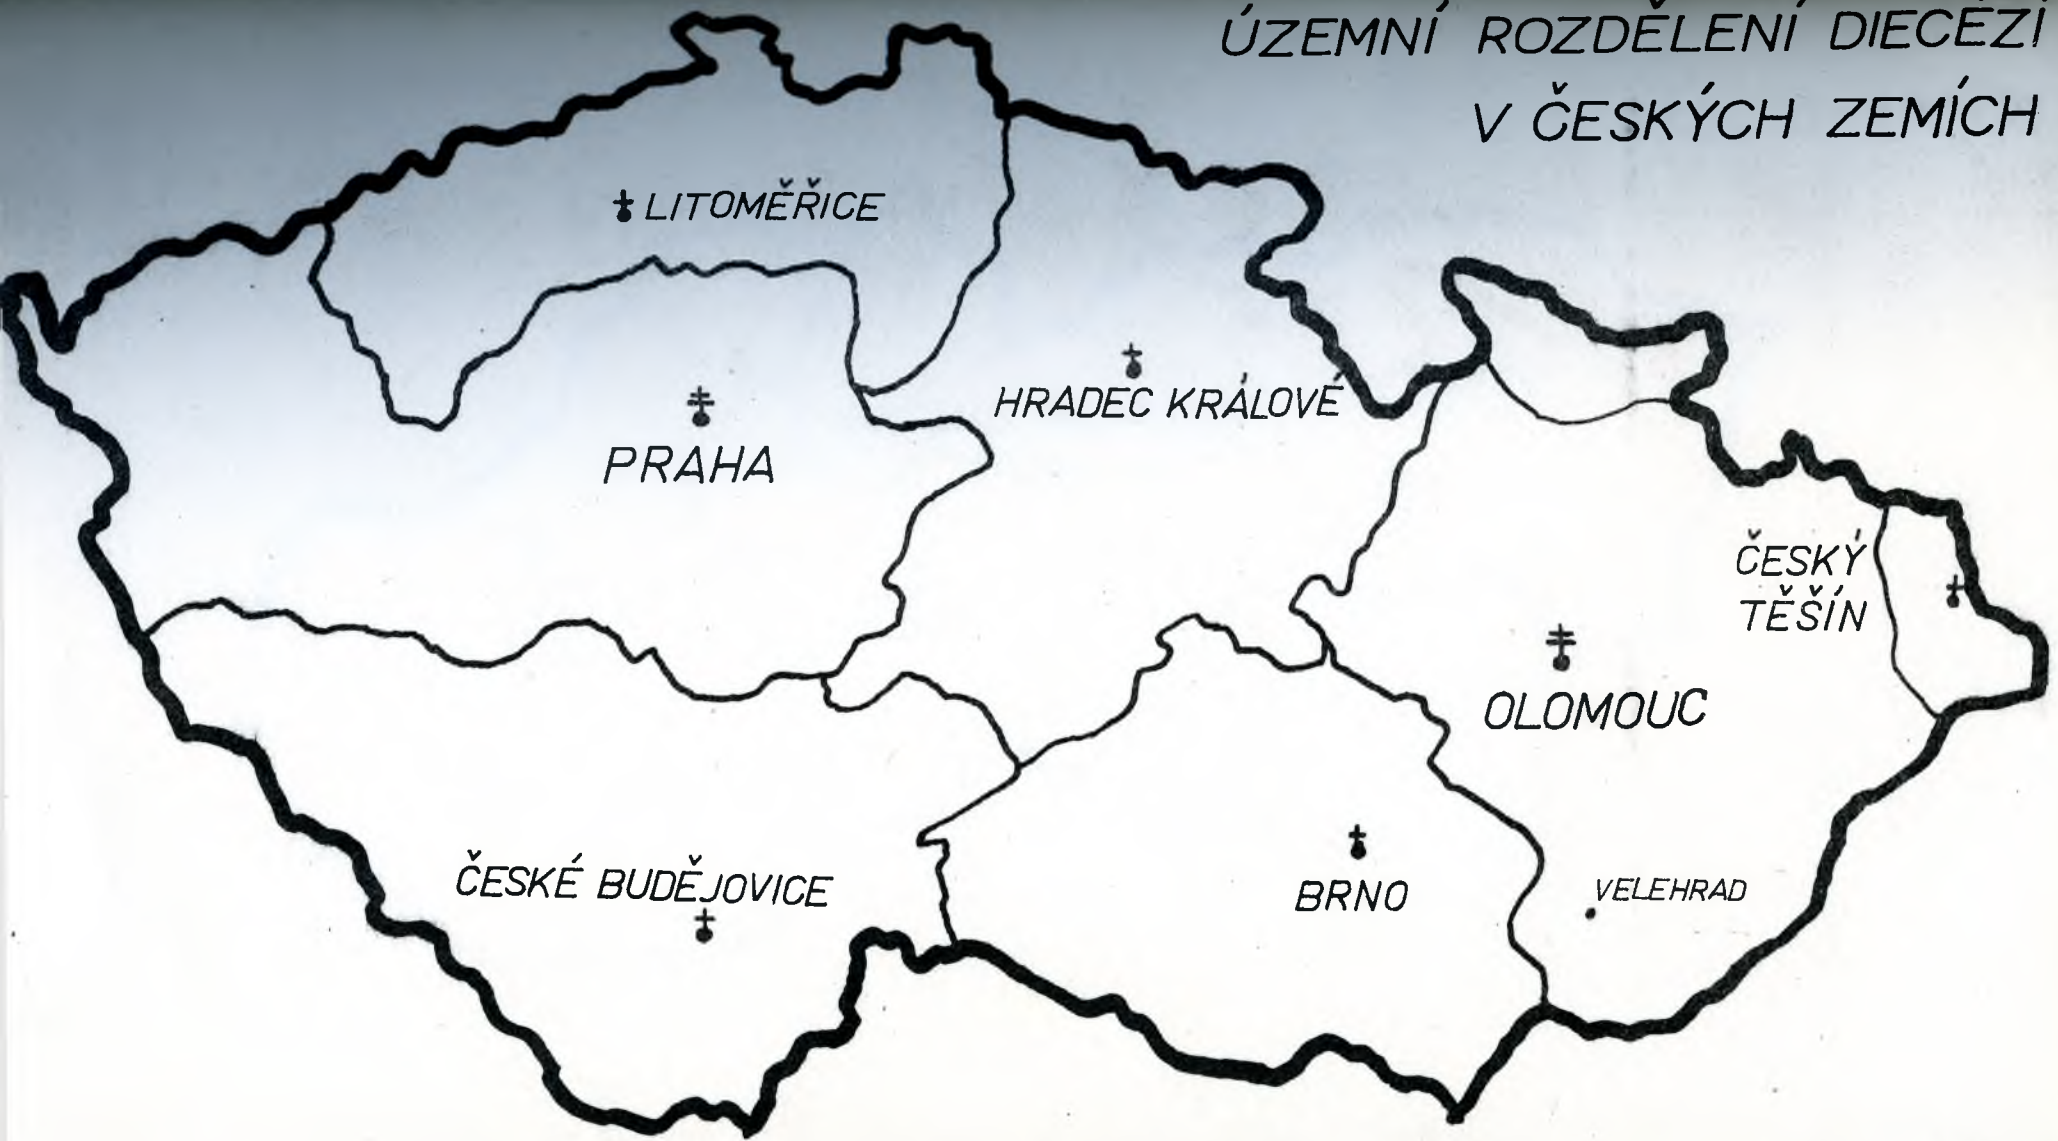 ÚZEMNÍ ROZDĚLENÍ DIECÉZÍ
V ČESKÝCH ZEMÍCH
LITOMĚŘICE
HRADEC KRÁLOVÉ
PRAHA
ČESKÝ
TĚŠÍN
OLOMOUC
ČESKÉ BUDĚJOVICE
BRNO
VELEHRAD